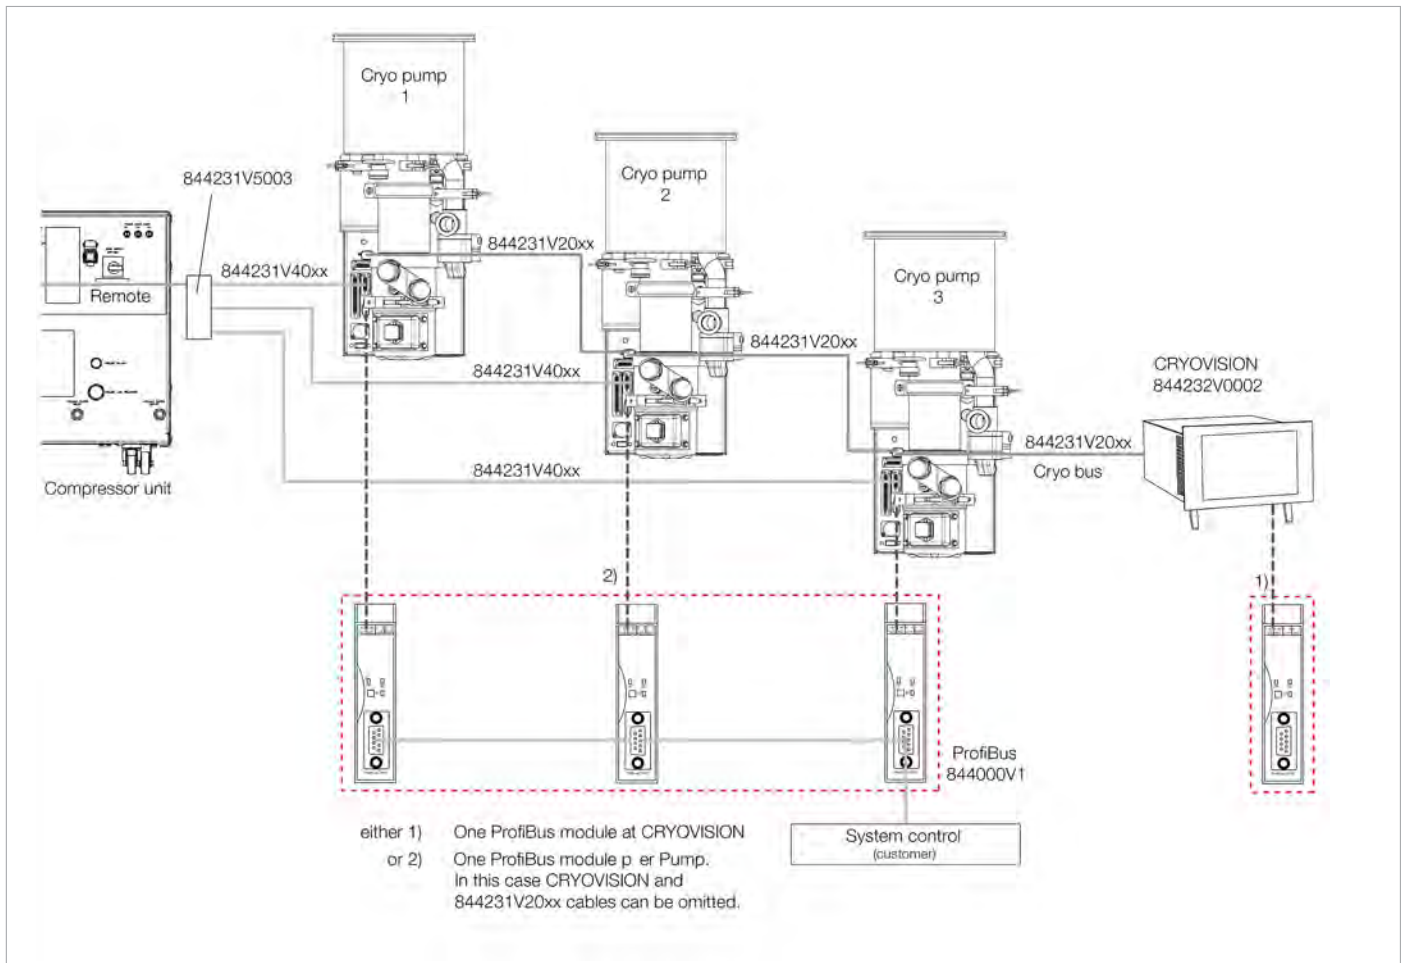 Cryo pump
1
844231V5003
Cryo pump
2
844231V20xx
844231V40xx
Remote
Cryo pump
3
844231V20xx
844231V40xx
CRYOVISION
844232V0002
844231V20xx
Cryo bus
844231V40xx
Compressor unit
2)
1)
ProfiBus
844000V1
either 1) One ProfiBus module at CRYOVISION
or 2) One ProfiBus module p er Pump.
In this case CRYOVISION and
844231V20xx cables can be omitted.
System control
(customer)